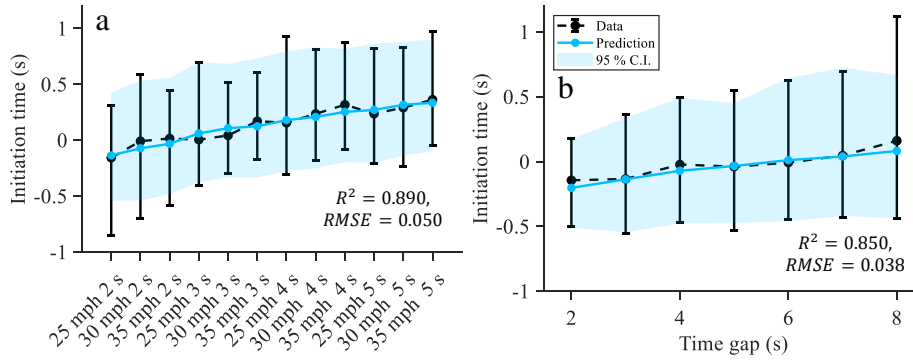 a
Initiation time (s)
1
0.5
0
-0.5
-1
R² = 0.890,
RMSE = 0.050
25 mph 2 s
30 mph 2 s
35 mph 2 s
25 mph 3 s
30 mph 3 s
35 mph 3 s
25 mph 4 s
30 mph 4 s
35 mph 4 s
25 mph 5 s
30 mph 5 s
35 mph 5 s
Data
Prediction
95 % C.I.
b
Initiation time (s)
1
0.5
0
-0.5
-1
R² = 0.850,
RMSE = 0.038
2
4
6
8
Time gap (s)